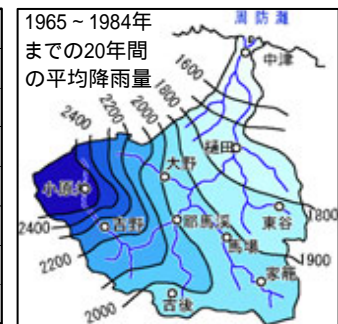 1965～1984年
までの20年間
の平均降雨量
周防灘
中津
1600
1800
2000
2200
2400
樋田
大野
小原井
吉野
耶馬渓
東谷
馬場
1800
2400
1900
2200
家籠
古後
2000